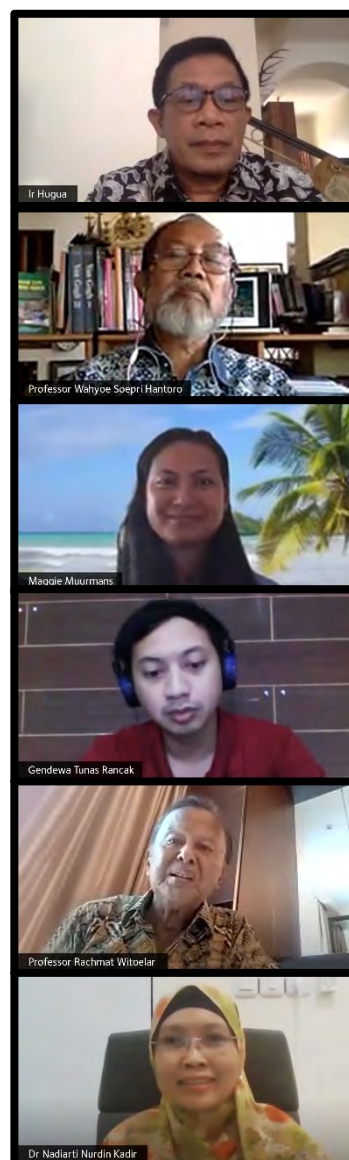 Ir Hugua
Professor Wahyoe Soepri Hantoro
Maggie Muurmans
Gendewa Tunas Rancak
Professor Rachmat Witoelar
Dr Nadiarti Nurdin Kadir